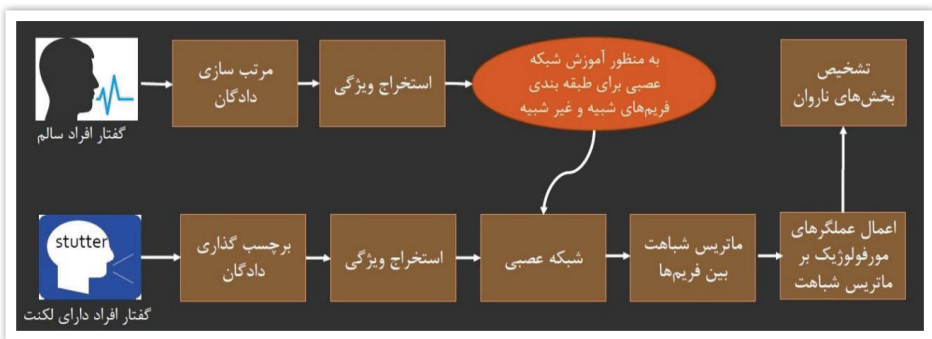 مرتب سازی
دادگان
استخراج ویژگی
به منظور آموزش شبکه
عصبی برای طبقه بندی
فریم‌های شبیه و غیر شبیه
تشخیص
بخش‌های ناروان
گفتار افراد سالم
stutter
برچسب گذاری
دادگان
استخراج ویژگی
شبکه عصبی
ماتریس شباهت
بین فریم‌ها
اعمال عملگرهای
مورفولوژیک بر
ماتریس شباهت
گفتار افراد دارای لکنت